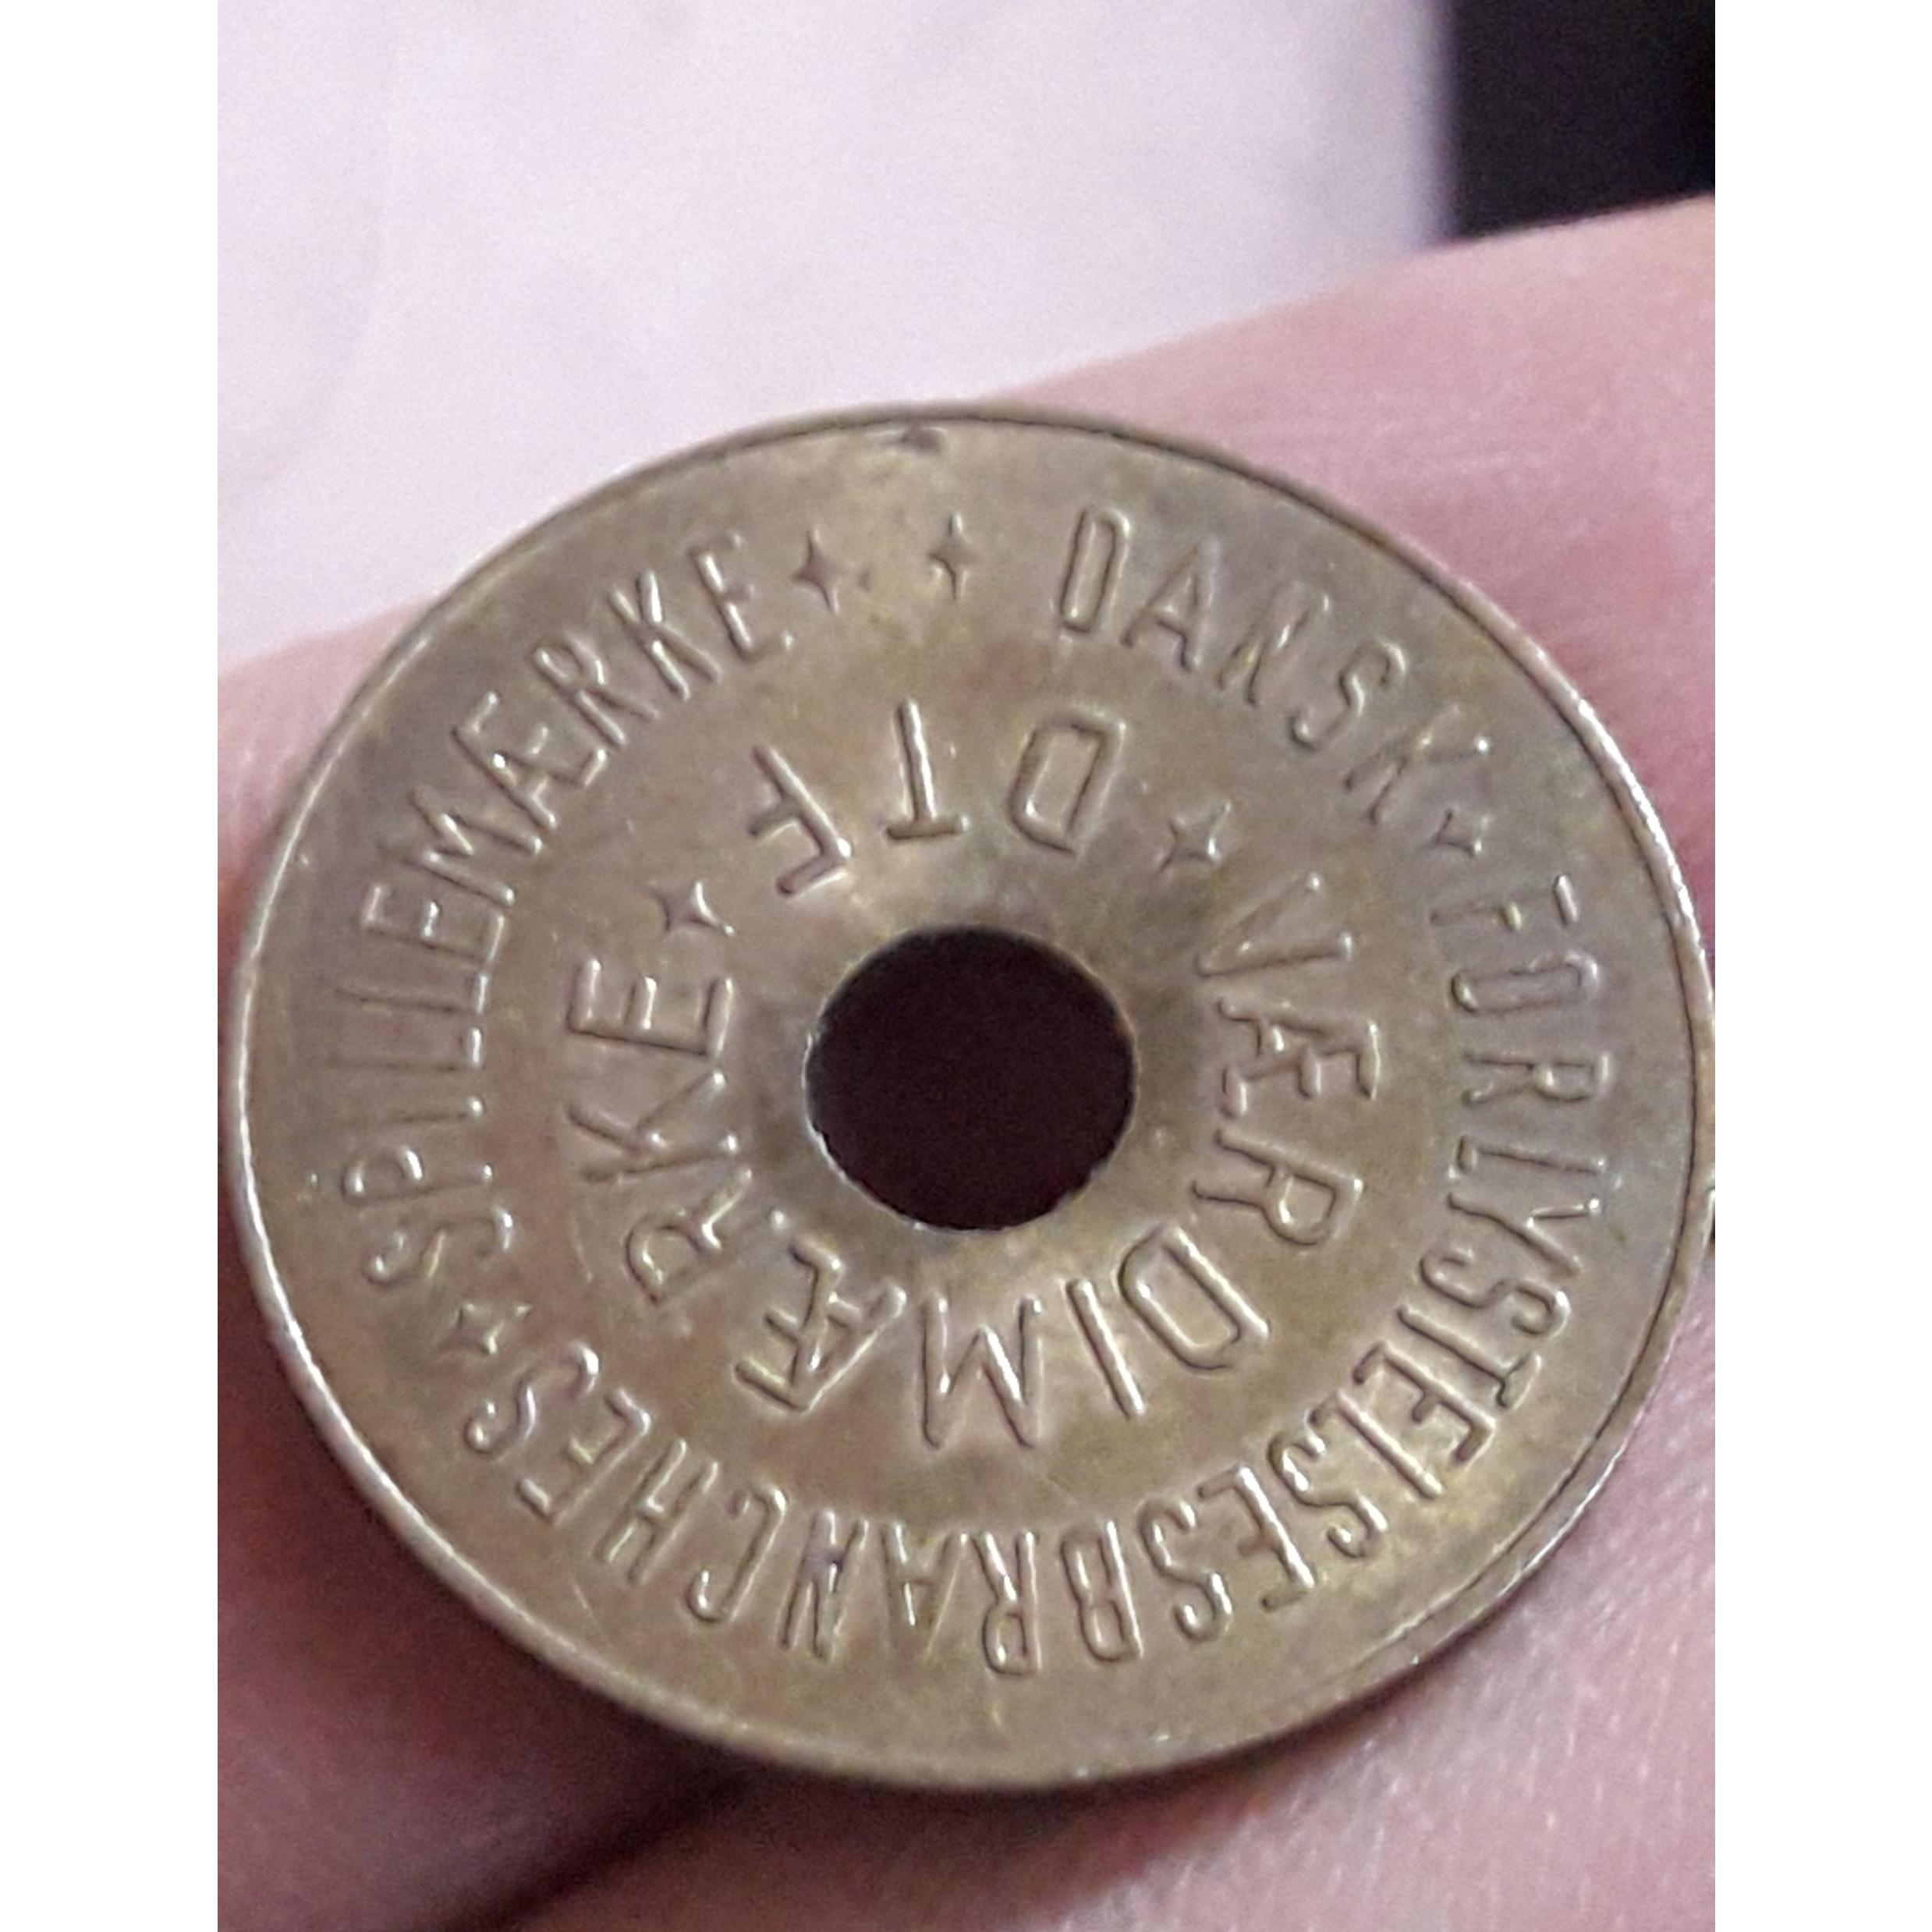 DANSK ✦ FORLYSTELSESBRANCHES ✦ SPILLEMÆRKE ✦ ✦
DTF ✦ VÆRDIMÆRKE ✦